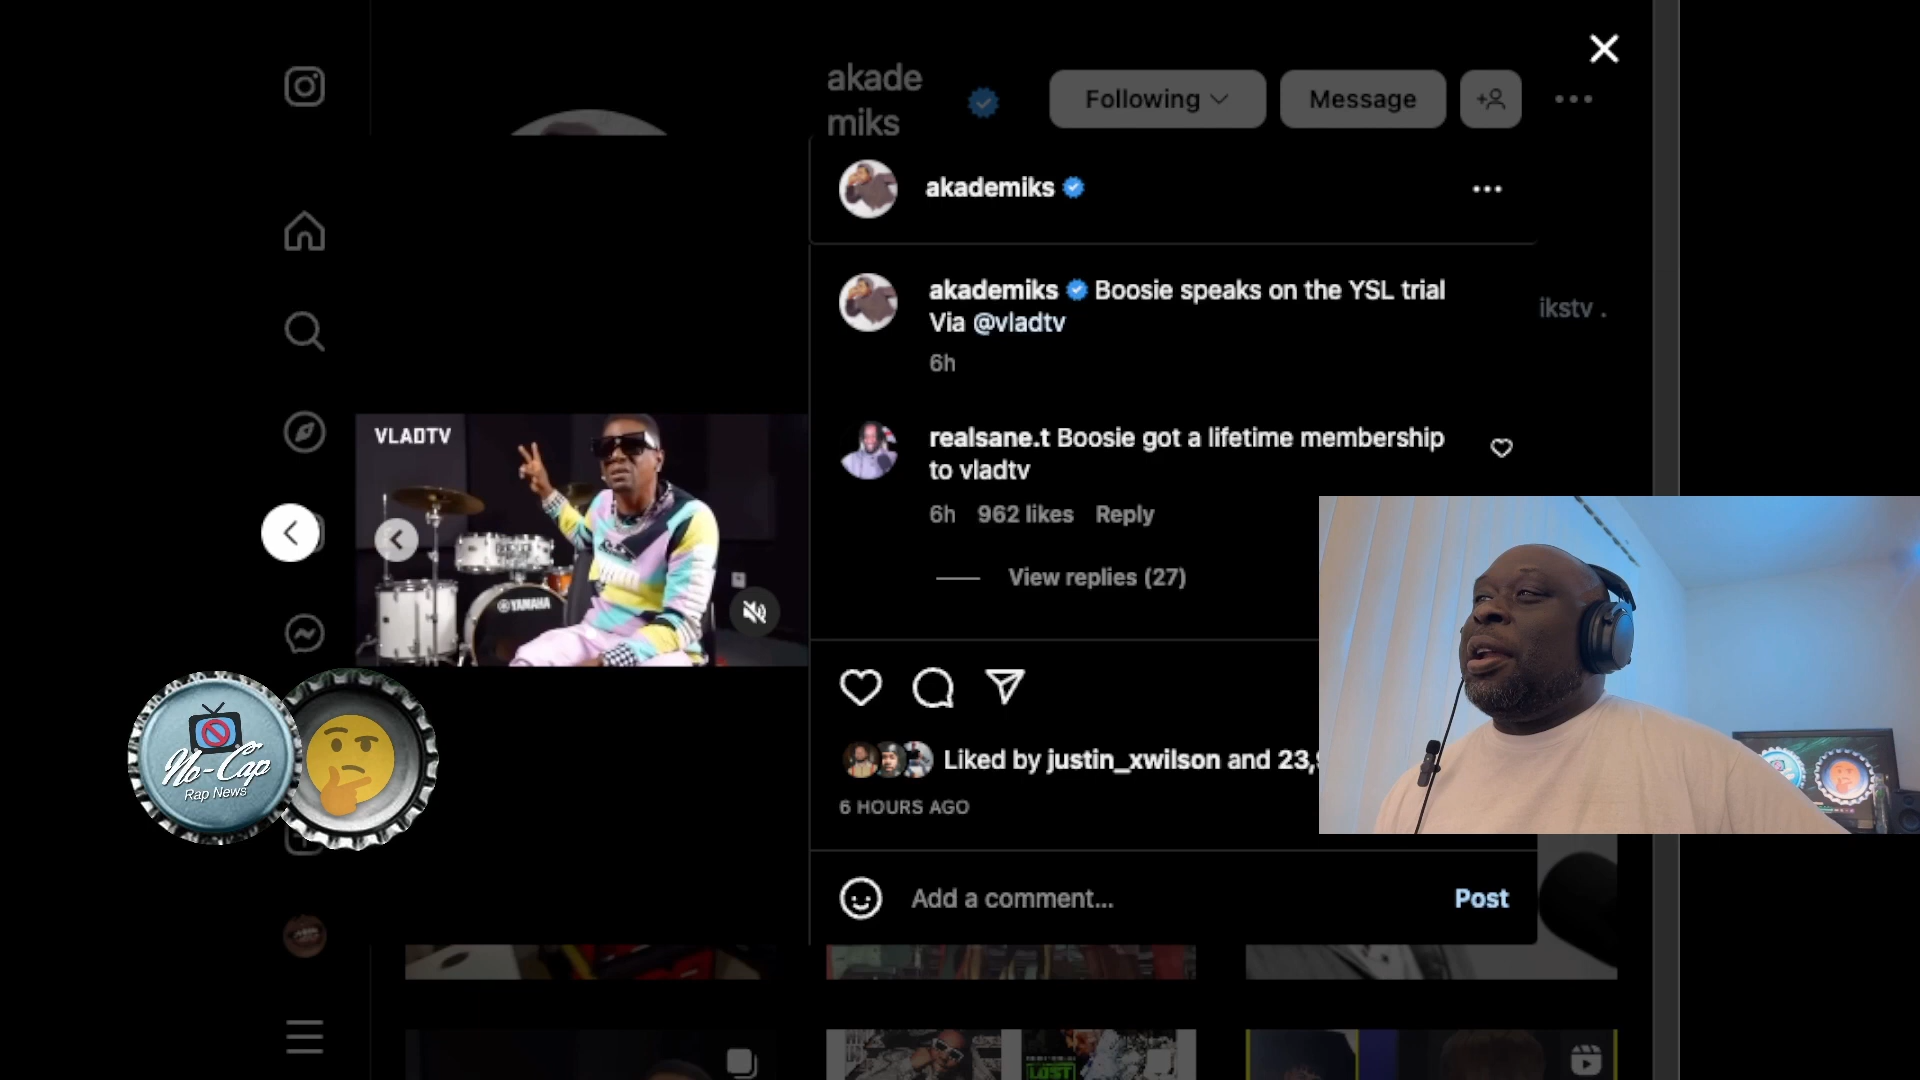 akade
miks
Following
Message
akademiks
akademiks Boosie speaks on the YSL trial
Via @vladtv
6h
ikstv .
realsane.t Boosie got a lifetime membership
to vladtv
6h 962 likes Reply
View replies (27)
VLADTV
YAMAHA
No-Cap
Rap News
Liked by justin_xwilson and 23,
6 HOURS AGO
Add a comment...
Post
LOST